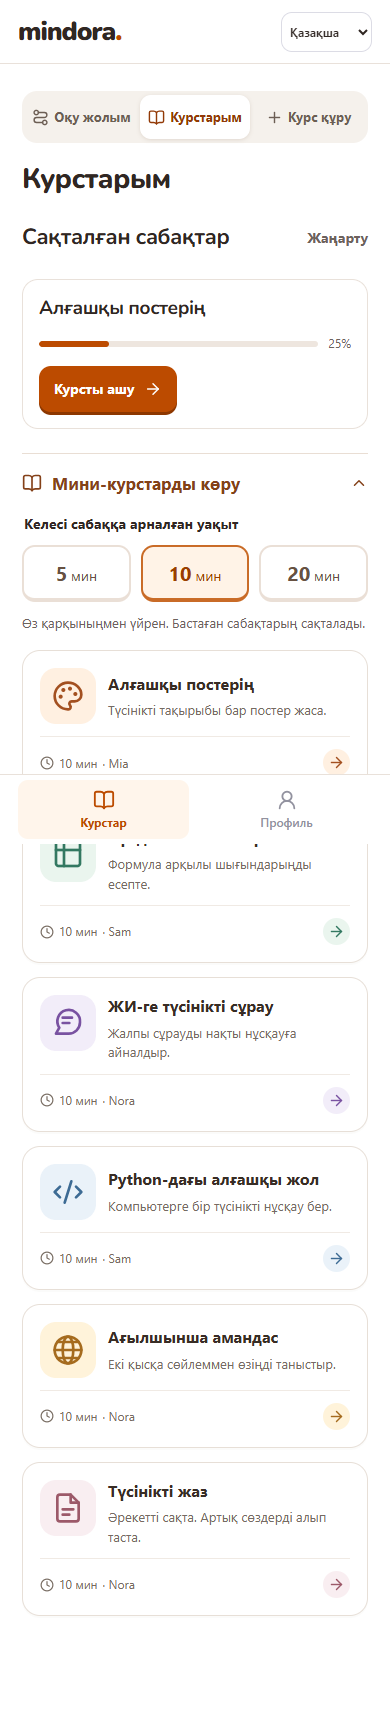 mindora.
Қазақша
Оқу жолым
Курстарым
Курс құру
Курстарым
Сақталған сабақтар
Жаңарту
Алғашқы постерің
25%
Курсты ашу
Мини-курстарды көру
Келесі сабаққа арналған уақыт
5 мин
10 мин
20 мин
Өз қарқыныңмен үйрен. Бастаған сабақтарың сақталады.
Алғашқы постерің
Түсінікті тақырыбы бар постер жаса.
10 мин · Mia
Курстар
Профиль
Формула арқылы шығындарыңды
есепте.
10 мин · Sam
ЖИ-ге түсінікті сұрау
Жалпы сұрауды нақты нұсқауға
айналдыр.
10 мин · Nora
Python-дағы алғашқы жол
Компьютерге бір түсінікті нұсқау бер.
10 мин · Sam
Ағылшынша амандас
Екі қысқа сөйлеммен өзіңді таныстыр.
10 мин · Nora
Түсінікті жаз
Әрекетті сақта. Артық сөздерді алып
таста.
10 мин · Nora